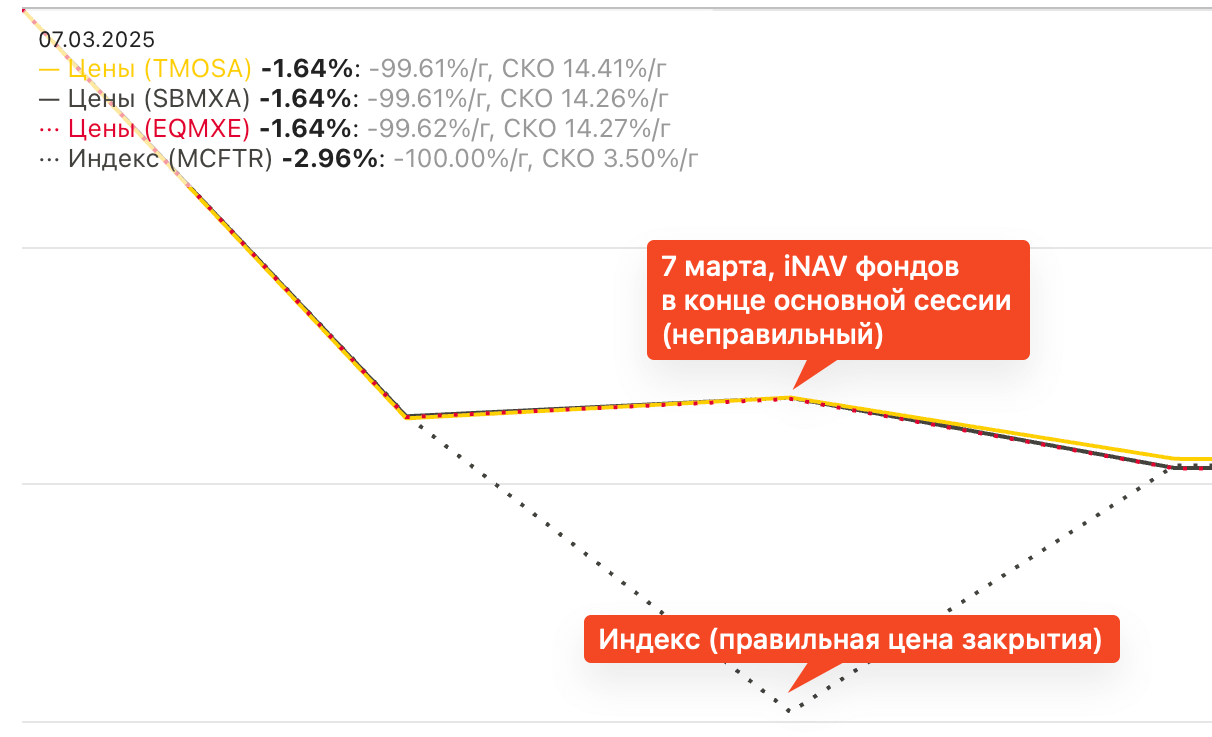 07.03.2025
— Цены (TMOSA) -1.64%: -99.61%/г, СКО 14.41%/г
— Цены (SBMXA) -1.64%: -99.61%/г, СКО 14.26%/г
··· Цены (EQMXE) -1.64%: -99.62%/г, СКО 14.27%/г
··· Индекс (MCFTR) -2.96%: -100.00%/г, СКО 3.50%/г
7 марта, iNAV фондов
в конце основной сессии
(неправильный)
Индекс (правильная цена закрытия)